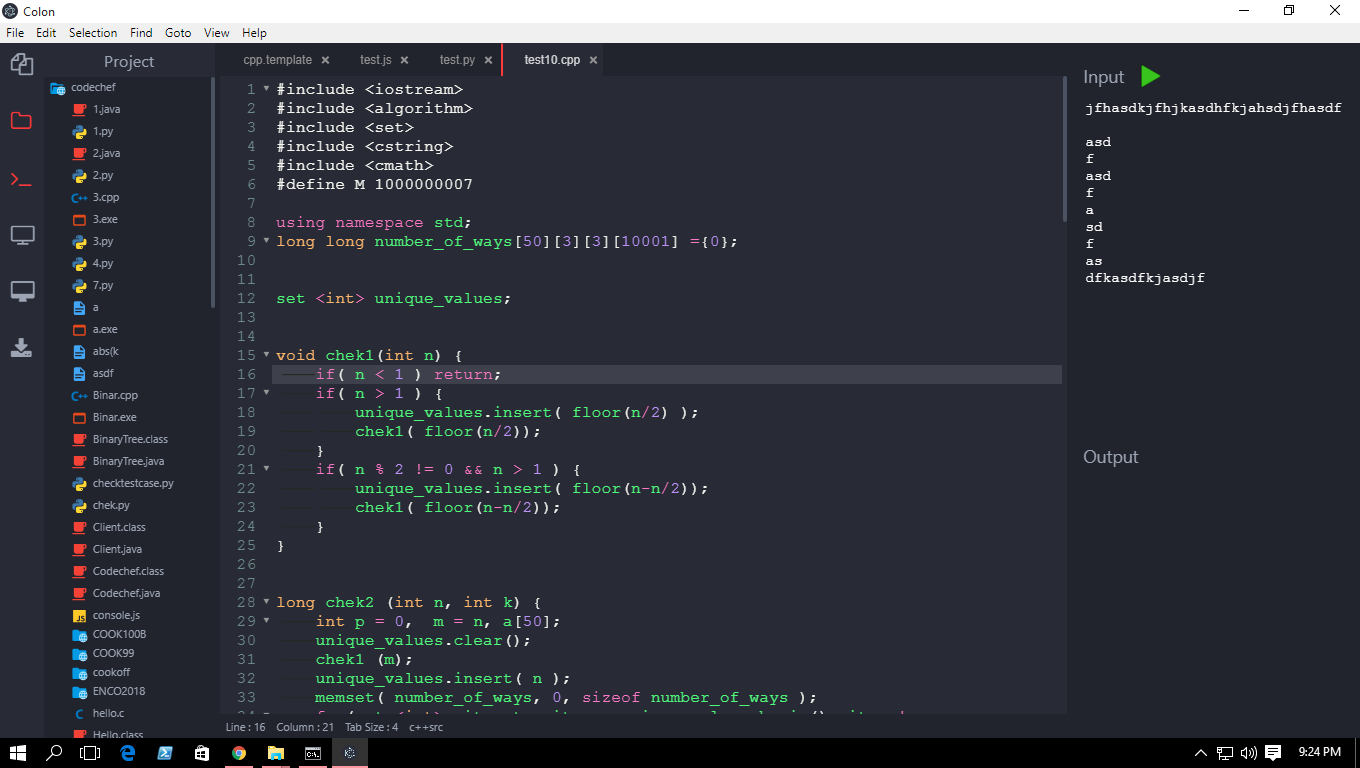 Colon
File Edit Selection Find Goto View Help
Project
codechef
1.java
1.py
2.java
2.py
3.cpp
3.exe
3.py
4.py
7.py
a
a.exe
abs(k
asdf
Binar.cpp
Binar.exe
BinaryTree.class
BinaryTree.java
checktestcase.py
chek.py
Client.class
Client.java
Codechef.class
Codechef.java
console.js
COOK100B
COOK99
cookoff
ENCO2018
hello.c
Hello.class
cpp.template × test.js × test.py × test10.cpp ×
1 #include <iostream>
2 #include <algorithm>
3 #include <set>
4 #include <cstring>
5 #include <cmath>
6 #define M 1000000007
7
8 using namespace std;
9 long long number_of_ways[50][3][3][10001] ={0};
10
11
12 set <int> unique_values;
13
14
15 void chek1(int n) {
16 if( n < 1 ) return;
17 if( n > 1 ) {
18 unique_values.insert( floor(n/2) );
19 chek1( floor(n/2));
20 }
21 if( n % 2 != 0 && n > 1 ) {
22 unique_values.insert( floor(n-n/2));
23 chek1( floor(n-n/2));
24 }
25 }
26
27
28 long chek2 (int n, int k) {
29 int p = 0,  m = n, a[50];
30 unique_values.clear();
31 chek1 (m);
32 unique_values.insert( n );
33 memset( number_of_ways, 0, sizeof number_of_ways );
Line : 16 Column : 21 Tab Size : 4 c++src
Input
jfhasdkjfhjkasdhfkjahsdjfhasdf
asd
f
asd
f
a
sd
f
as
dfkasdfkjasdjf
Output
9:24 PM